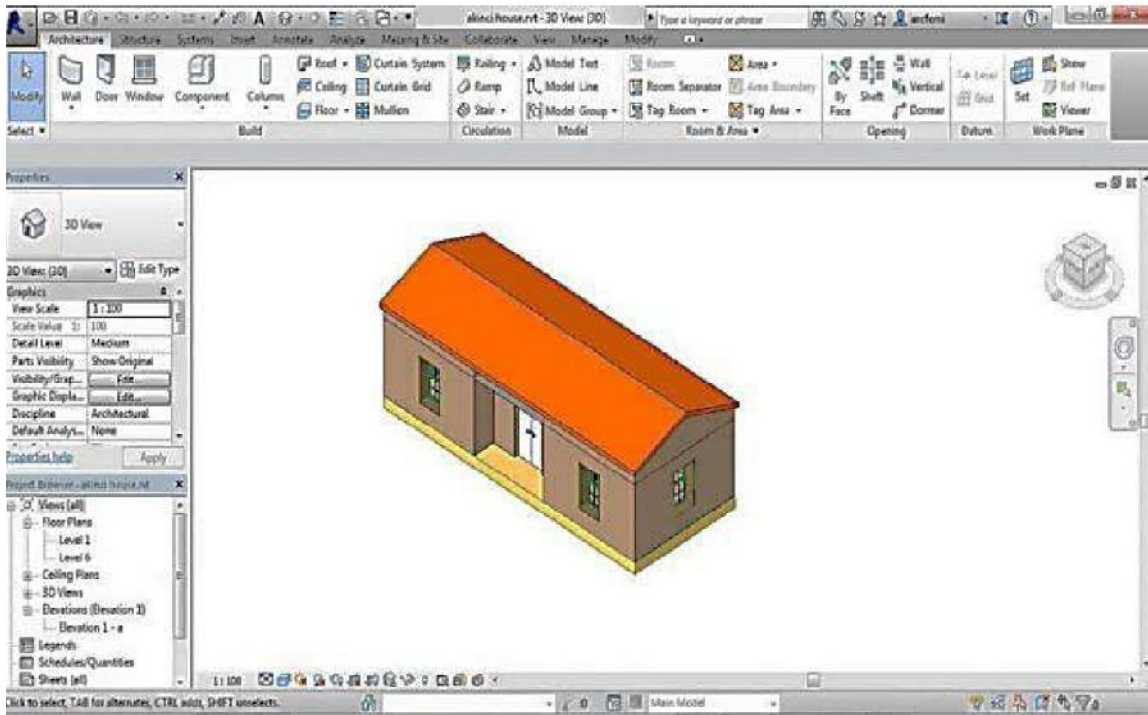 akinci house.rvt - 3D View: {3D}
Type a keyword or phrase
Architecture Structure Systems Insert Annotate Analyze Massing & Site Collaborate View Manage Modify
Modify
Wall
Door
Window
Component
Column
Roof
Ceiling
Floor
Curtain System
Curtain Grid
Mullion
Railing
Ramp
Stair
Model Text
Model Line
Model Group
Room
Room Separator
Tag Room
Area
Area Boundary
Tag Area
By Face
Shaft
Wall
Vertical
Dormer
Level
Grid
Set
Show
Ref Plane
Viewer
Select
Build
Circulation
Model
Room & Area
Opening
Datum
Work Plane
Properties
3D View
3D View: {3D}
Edit Type
Graphics
View Scale 1 : 100
Scale Value 1: 100
Detail Level Medium
Parts Visibility Show Original
Visibility/Grap... Edit...
Graphic Displa... Edit...
Discipline Architectural
Default Analys... None
Properties help
Apply
Project Browser - akinci house.rvt
Views (all)
Floor Plans
Level 1
Level 6
Ceiling Plans
3D Views
Elevations (Elevation 1)
Elevation 1 - a
Legends
Schedules/Quantities
Sheets (all)
1 : 100
Click to select, TAB for alternates, CTRL adds, SHIFT unselects.
: 0
Main Model